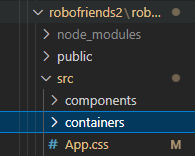 robofriends2\rob...
node_modules
public
src
components
containers
App.css